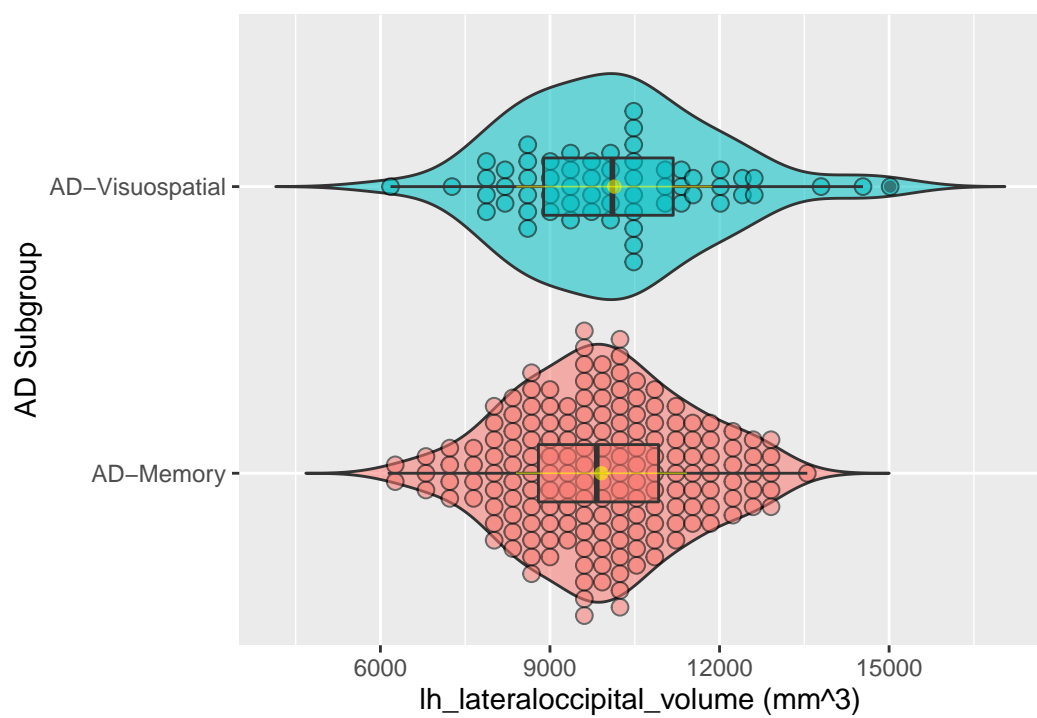 AD Subgroup
AD−Visuospatial
AD−Memory
6000 9000 12000 15000
lh_lateraloccipital_volume (mm^3)